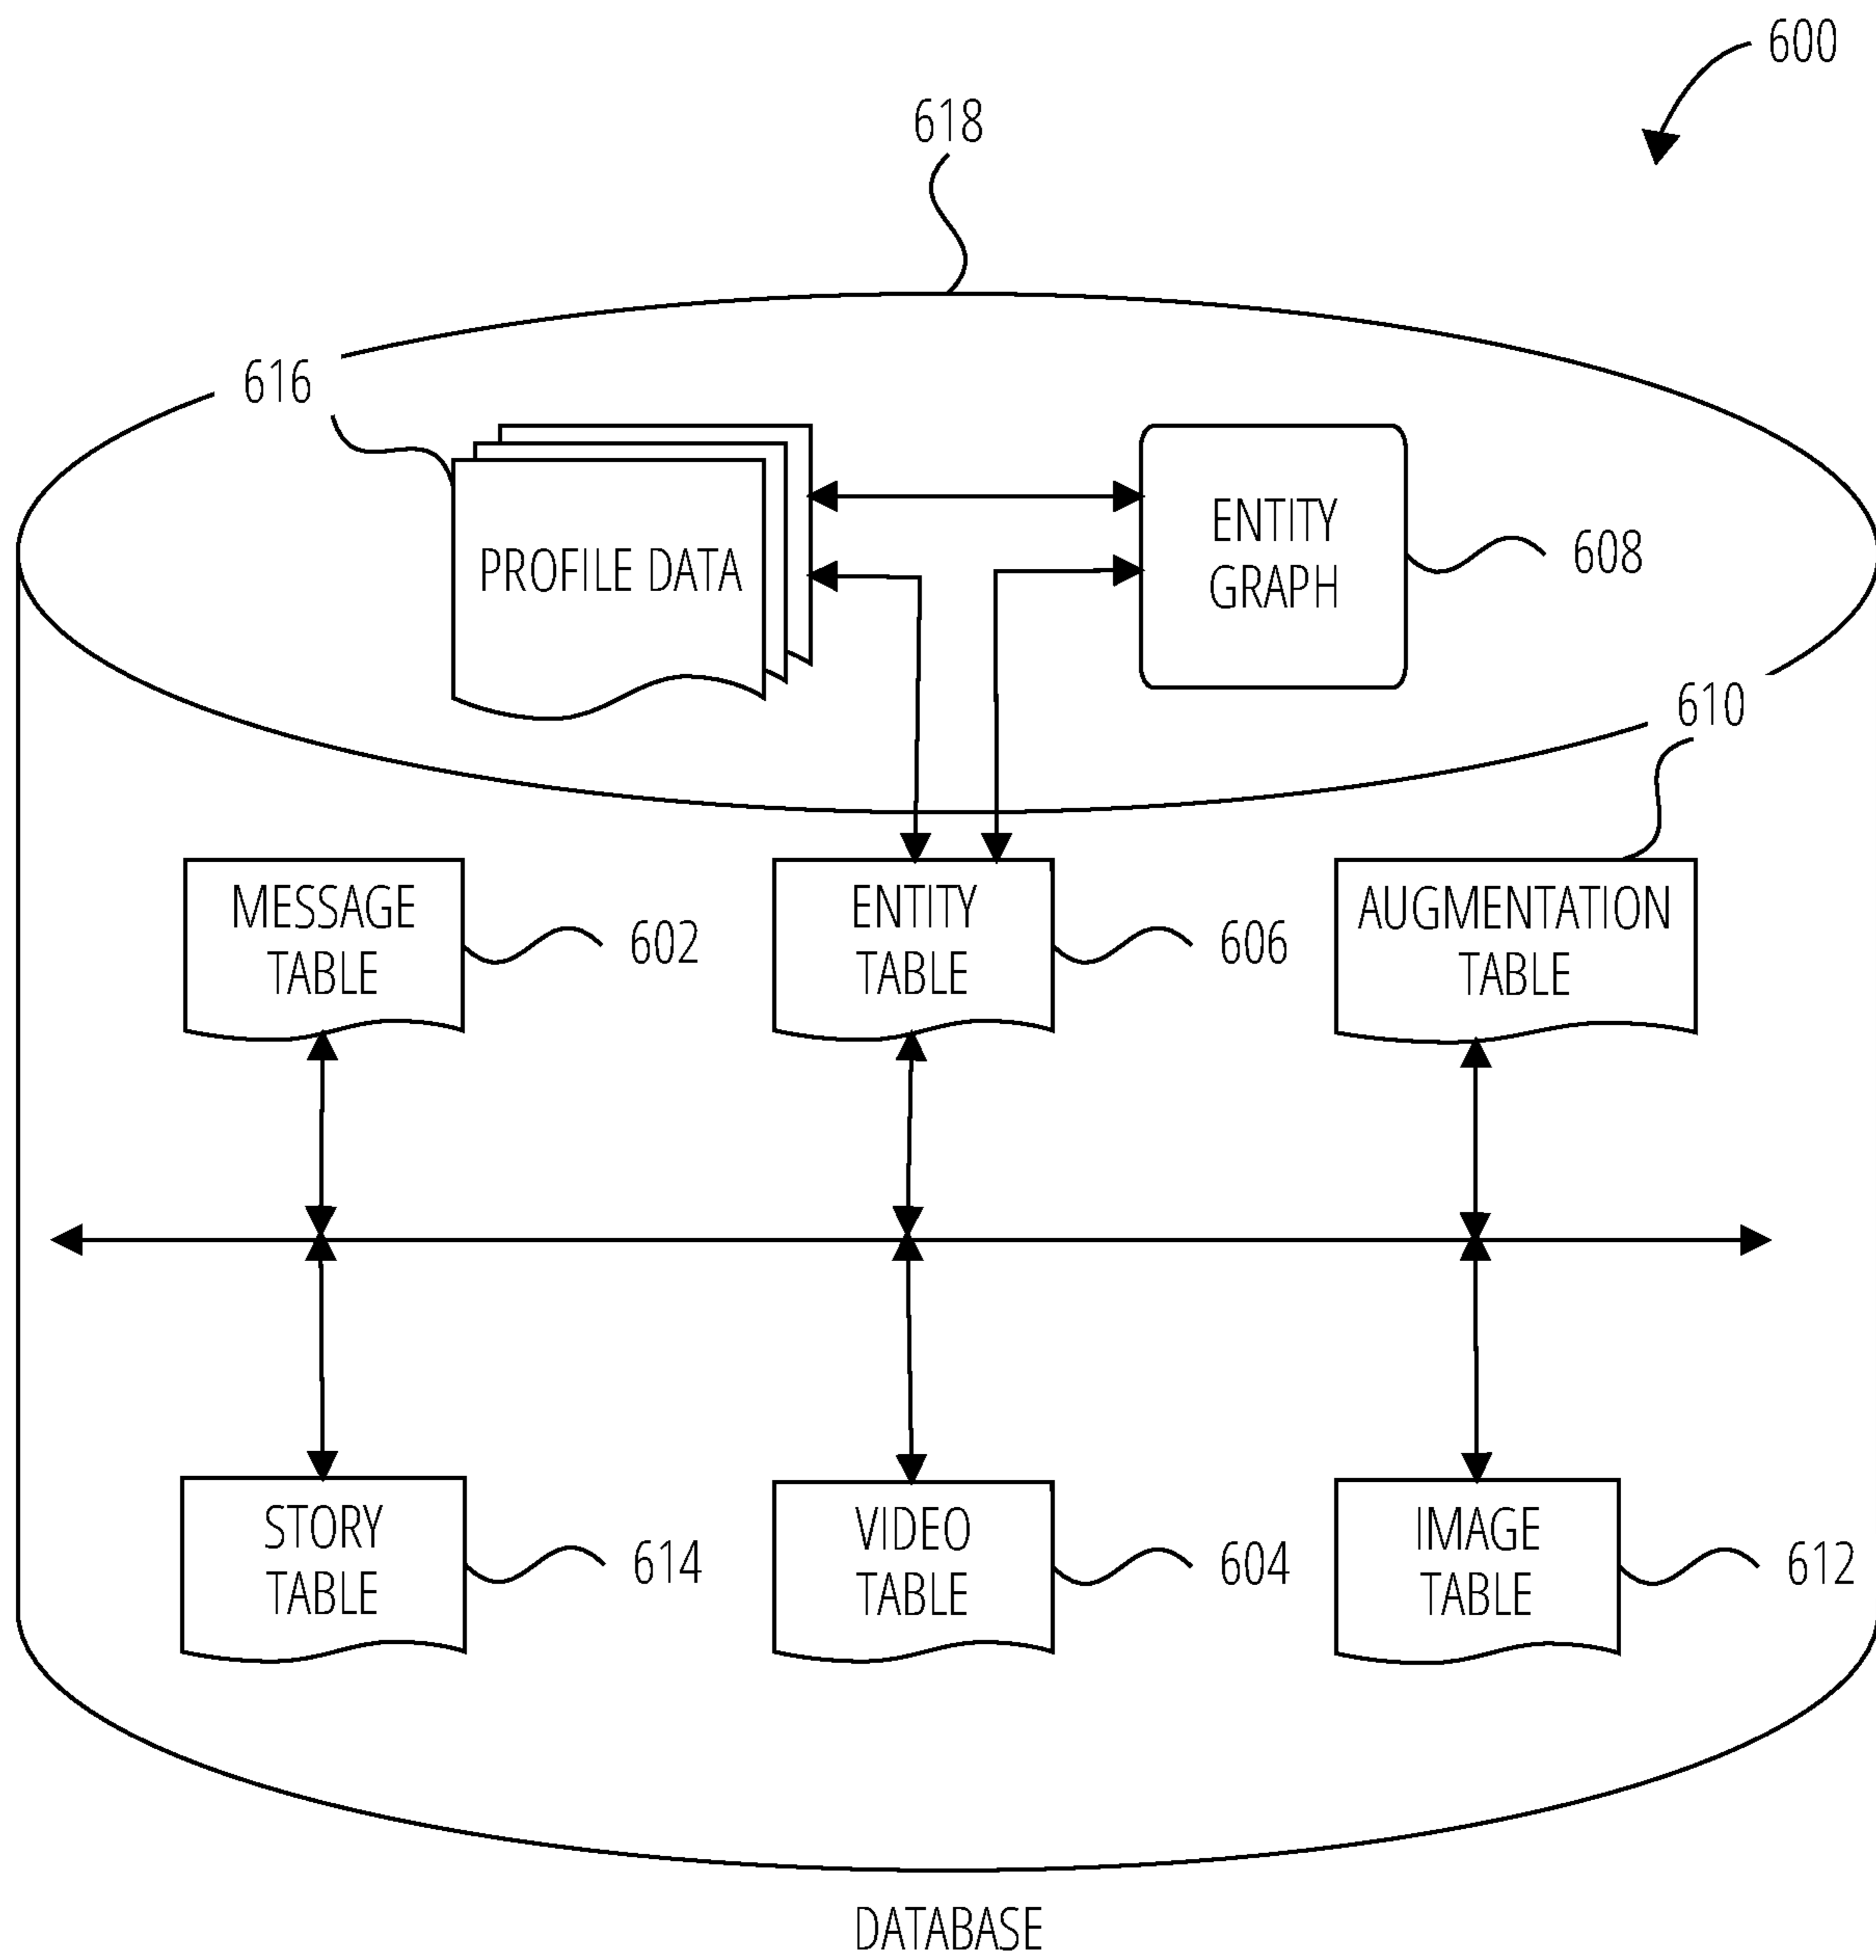 600
618
616
PROFILE DATA
ENTITY
GRAPH
608
610
MESSAGE
TABLE
602
ENTITY
TABLE
606
AUGMENTATION
TABLE
STORY
TABLE
614
VIDEO
TABLE
604
IMAGE
TABLE
612
DATABASE